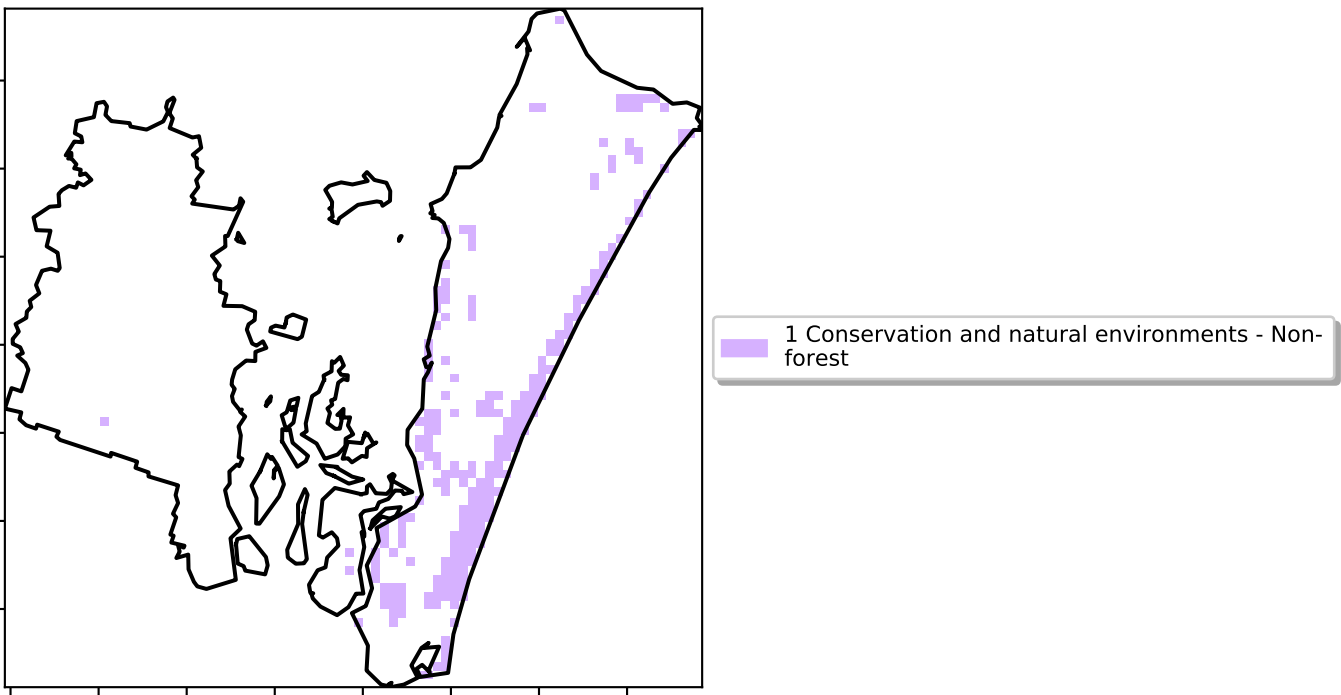 1 Conservation and natural environments - Non-
forest